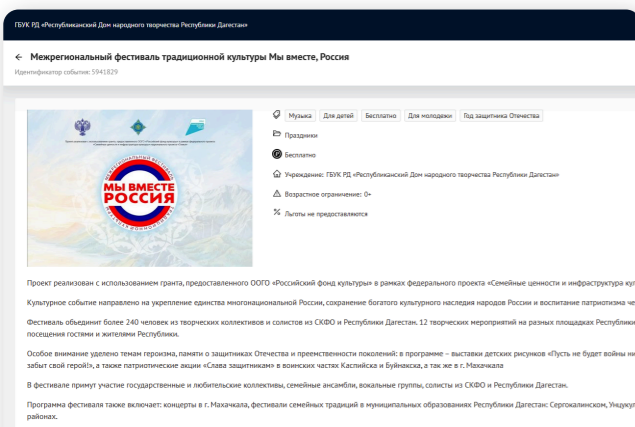 ГБУК РД «Республиканский Дом народного творчества Республики Дагестан»
← Межрегиональный фестиваль традиционной культуры Мы вместе, Россия
Идентификатор события: 5941829
МЕЖРЕГИОНАЛЬНЫЙ ФЕСТИВАЛЬ
МЫ ВМЕСТЕ
РОССИЯ
Музыка Для детей Бесплатно Для молодежи Год защитника Отечества
Праздники
Бесплатно
Учреждение: ГБУК РД «Республиканский Дом народного творчества Республики Дагестан»
Возрастное ограничение: 0+
Льготы не предоставляются
Проект реализован с использованием гранта, предоставленного ООГО «Российский фонд культуры» в рамках федерального проекта «Семейные ценности и инфраструктура кул
Культурное событие направлено на укрепление единства многонациональной России, сохранение богатого культурного наследия народов России и воспитание патриотизма че
Фестиваль объединит более 240 человек из творческих коллективов и солистов из СКФО и Республики Дагестан. 12 творческих мероприятий на разных площадках Республики
посещения гостями и жителями Республики.
Особое внимание уделено темам героизма, памяти о защитниках Отечества и преемственности поколений: в программе – выставки детских рисунков «Пусть не будет войны ни
забыт свой герой!», а также патриотические акции «Слава защитникам» в воинских частях Каспийска и Буйнакска, а так же в г. Махачкала
В фестивале примут участие государственные и любительские коллективы, семейные ансамбли, вокальные группы, солисты из СКФО и Республики Дагестан.
Программа фестиваля также включает: концерты в г. Махачкала, фестивали семейных традиций в муниципальных образованиях Республики Дагестан: Сергокалинском, Унцукул
районах.